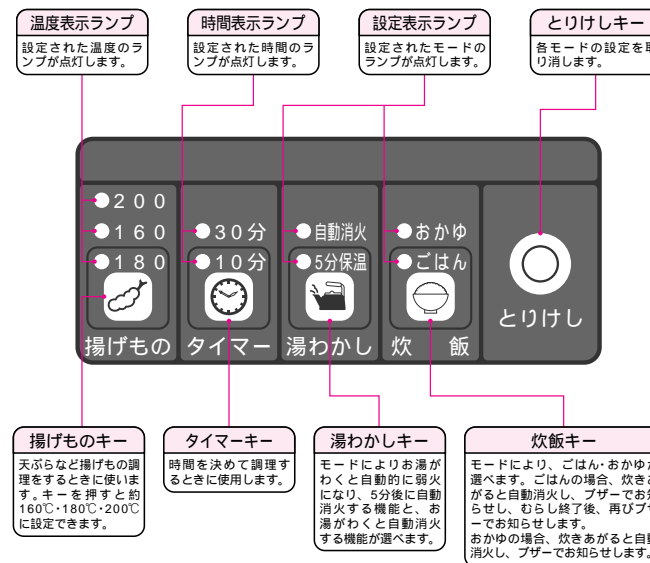 温度表示ランプ
設定された温度のラ
ンプが点灯します。
時間表示ランプ
設定された時間のラ
ンプが点灯します。
設定表示ランプ
設定されたモードの
ランプが点灯します。
とりけしキー
各モードの設定を取
り消します。
200
160
180
揚げもの
30分
10分
タイマー
自動消火
5分保温
湯わかし
おかゆ
ごはん
炊 飯
とりけし
揚げものキー
天ぷらなど揚げもの調
理をするときに使いま
す。キーを押すと約
160℃・180℃・200℃
に設定できます。
タイマーキー
時間を決めて調理す
るときに使用します。
湯わかしキー
モードによりお湯が
わくと自動的に弱火
になり、5分後に自動
消火する機能と、お
湯がわくと自動消火
する機能が選べます。
炊飯キー
モードにより、ごはん・おかゆが
選べます。ごはんの場合、炊きあ
がると自動消火し、ブザーでお知
らせし、むらし終了後、再びブザ
ーでお知らせします。
おかゆの場合、炊きあがると自動
消火し、ブザーでお知らせします。